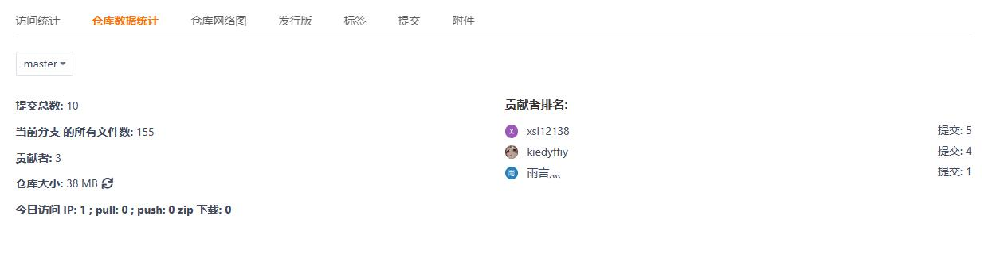 访问统计 仓库数据统计 仓库网络图 发行版 标签 提交 附件
master
提交总数: 10
当前分支 的所有文件数: 155
贡献者: 3
仓库大小: 38 MB
今日访问 IP: 1 ; pull: 0 ; push: 0 zip 下载: 0
贡献者排名:
X xsl12138 提交: 5
kiedyffiy 提交: 4
雨 雨言灬 提交: 1